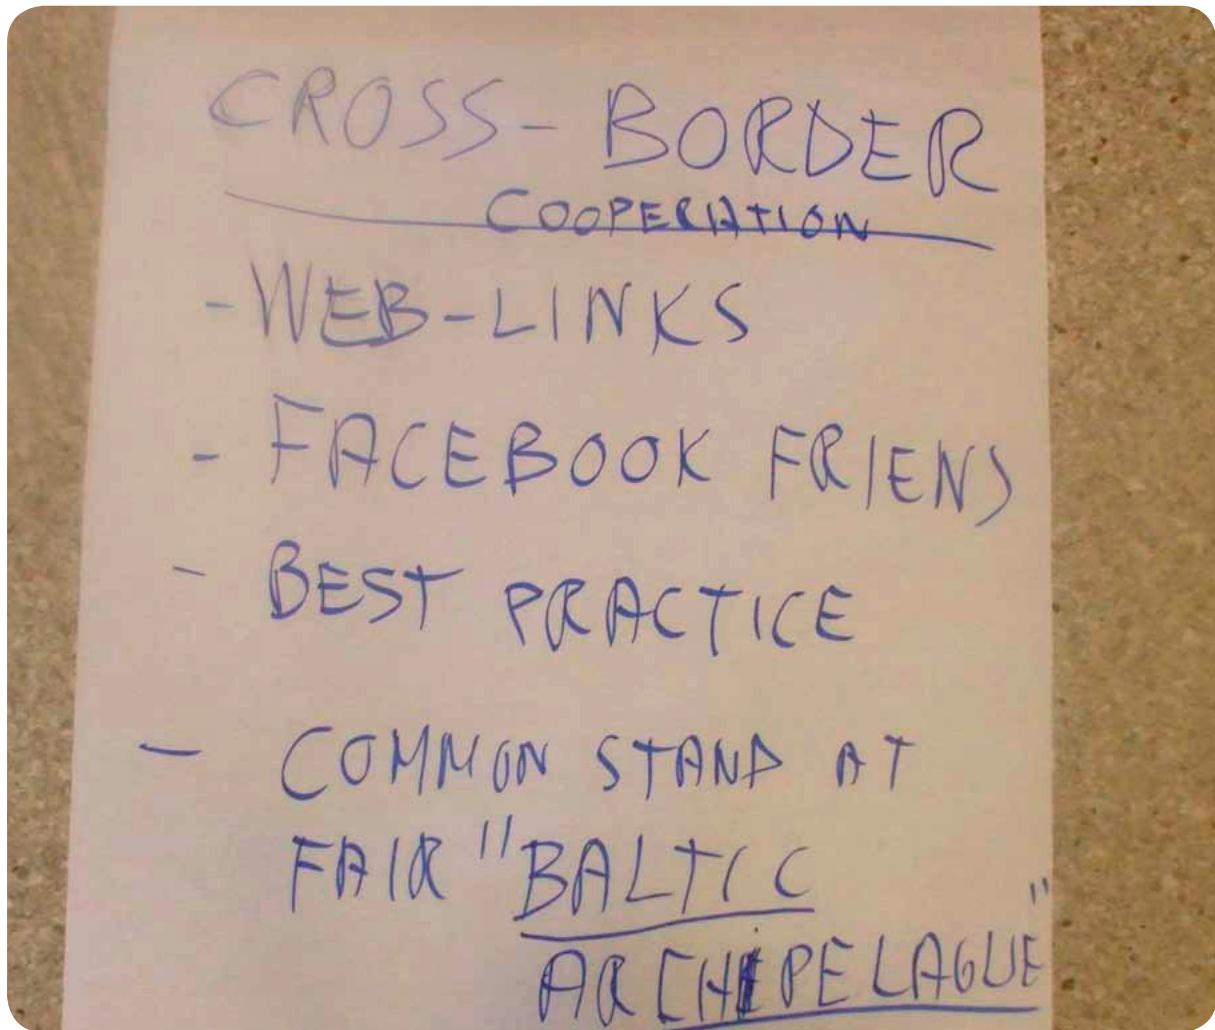 CROSS-BORDER
COOPERATION
- WEB-LINKS
- FACEBOOK FRIENS
- BEST PRACTICE
- COMMON STAND AT
FAIR "BALTIC
ARCHIPELAGUE"